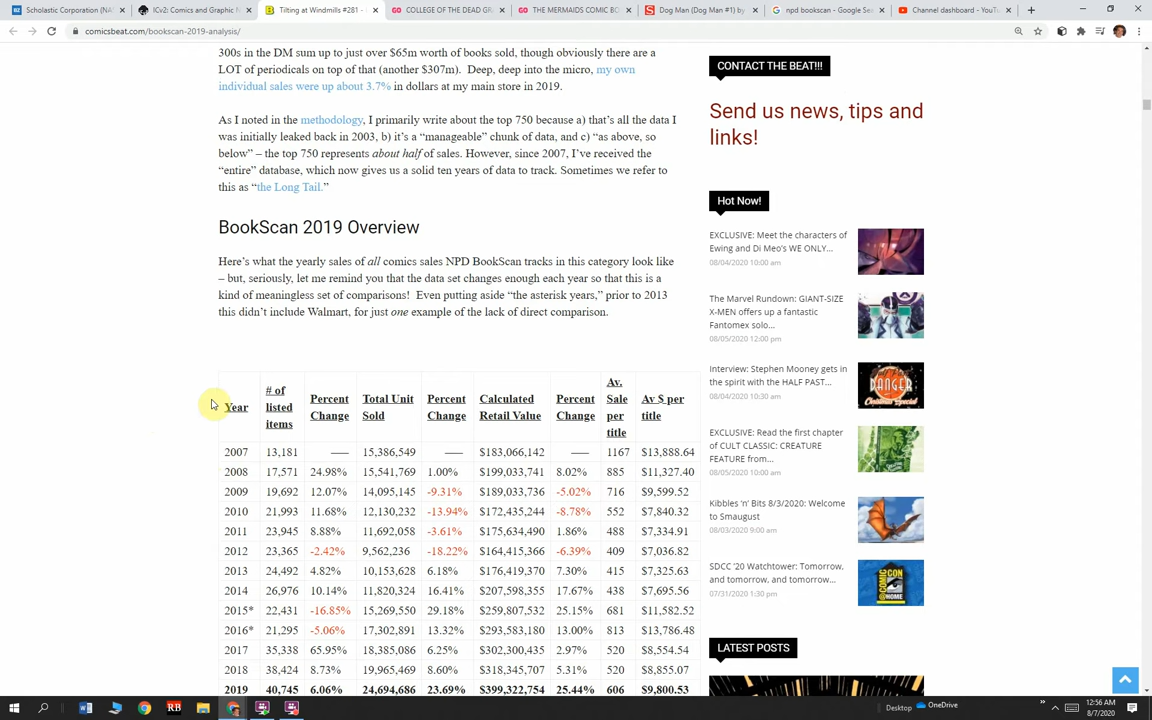 Scholastic Corporation (NA
ICv2: Comics and Graphic N
Tilting at Windmills #281 -
COLLEGE OF THE DEAD GR
THE MERMAIDS COMIC BO
Dog Man (Dog Man #1) by
npd bookscan - Google Sea
Channel dashboard - YouTu
comicsbeat.com/bookscan-2019-analysis/
300s in the DM sum up to just over $65m worth of books sold, though obviously there are a
LOT of periodicals on top of that (another $307m). Deep, deep into the micro, my own
individual sales were up about 3.7% in dollars at my main store in 2019.
As I noted in the methodology, I primarily write about the top 750 because a) that's all the data I
was initially leaked back in 2003, b) it's a “manageable” chunk of data, and c) “as above, so
below” – the top 750 represents about half of sales. However, since 2007, I've received the
“entire” database, which now gives us a solid ten years of data to track. Sometimes we refer to
this as “the Long Tail.”
BookScan 2019 Overview
Here's what the yearly sales of all comics sales NPD BookScan tracks in this category look like
– but, seriously, let me remind you that the data set changes enough each year so that this is a
kind of meaningless set of comparisons! Even putting aside “the asterisk years,” prior to 2013
this didn't include Walmart, for just one example of the lack of direct comparison.
Year # of listed items Percent Change Total Unit Sold Percent Change Calculated Retail Value Percent Change Av. Sale per title Av $ per title
2007 13,181 —– 15,386,549 —– $183,066,142 —– 1167 $13,888.64
2008 17,571 24.98% 15,541,769 1.00% $199,033,741 8.02% 885 $11,327.40
2009 19,692 12.07% 14,095,145 -9.31% $189,033,736 -5.02% 716 $9,599.52
2010 21,993 11.68% 12,130,232 -13.94% $172,435,244 -8.78% 552 $7,840.32
2011 23,945 8.88% 11,692,058 -3.61% $175,634,490 1.86% 488 $7,334.91
2012 23,365 -2.42% 9,562,236 -18.22% $164,415,366 -6.39% 409 $7,036.82
2013 24,492 4.82% 10,153,628 6.18% $176,419,370 7.30% 415 $7,325.63
2014 26,976 10.14% 11,820,324 16.41% $207,598,355 17.67% 438 $7,695.56
2015* 22,431 -16.85% 15,269,550 29.18% $259,807,532 25.15% 681 $11,582.52
2016* 21,295 -5.06% 17,302,891 13.32% $293,583,180 13.00% 813 $13,786.48
2017 35,338 65.95% 18,385,086 6.25% $302,300,435 2.97% 520 $8,554.54
2018 38,424 8.73% 19,965,469 8.60% $318,345,707 5.31% 520 $8,855.07
2019 40,745 6.06% 24,694,686 23.69% $399,322,754 25.44% 606 $9,800.53
CONTACT THE BEAT!!!
Send us news, tips and
links!
Hot Now!
EXCLUSIVE: Meet the characters of
Ewing and Di Meo's WE ONLY...
08/04/2020 10:00 am
The Marvel Rundown: GIANT-SIZE
X-MEN offers up a fantastic
Fantomex solo...
08/05/2020 12:00 pm
Interview: Stephen Mooney gets in
the spirit with the HALF PAST...
08/04/2020 10:30 am
EXCLUSIVE: Read the first chapter
of CULT CLASSIC: CREATURE
FEATURE from...
08/05/2020 10:00 am
Kibbles 'n' Bits 8/3/2020: Welcome
to Smaugust
08/03/2020 9:00 am
SDCC '20 Watchtower: Tomorrow,
and tomorrow, and tomorrow...
07/31/2020 1:30 pm
LATEST POSTS
Desktop
OneDrive
12:56 AM
8/7/2020